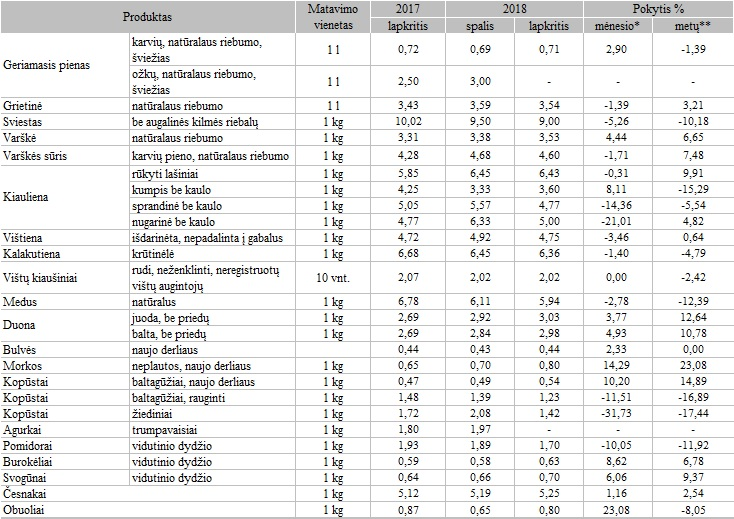 Produktas Matavimo vienetas 2017 2018 Pokytis %
lapkritis spalis lapkritis mėnesio* metų**
Geriamasis pienas karvių, natūralaus riebumo, šviežias 1 l 0,72 0,69 0,71 2,90 -1,39
ožkų, natūralaus riebumo, šviežias 1 l 2,50 3,00 - - -
Grietinė natūralaus riebumo 1 l 3,43 3,59 3,54 -1,39 3,21
Sviestas be augalinės kilmės riebalų 1 kg 10,02 9,50 9,00 -5,26 -10,18
Varškė natūralaus riebumo 1 kg 3,31 3,38 3,53 4,44 6,65
Varškės sūris karvių pieno, natūralaus riebumo 1 kg 4,28 4,68 4,60 -1,71 7,48
Kiauliena rūkyti lašiniai 1 kg 5,85 6,45 6,43 -0,31 9,91
kumpis be kaulo 1 kg 4,25 3,33 3,60 8,11 -15,29
sprandinė be kaulo 1 kg 5,05 5,57 4,77 -14,36 -5,54
nugarinė be kaulo 1 kg 4,77 6,33 5,00 -21,01 4,82
Vištiena išdarinėta, nepadalinta į gabalus 1 kg 4,72 4,92 4,75 -3,46 0,64
Kalakutiena krūtinėlė 1 kg 6,68 6,45 6,36 -1,40 -4,79
Vištų kiaušiniai rudi, neženklinti, neregistruotų vištų augintojų 10 vnt. 2,07 2,02 2,02 0,00 -2,42
Medus natūralus 1 kg 6,78 6,11 5,94 -2,78 -12,39
Duona juoda, be priedų 1 kg 2,69 2,92 3,03 3,77 12,64
balta, be priedų 1 kg 2,69 2,84 2,98 4,93 10,78
Bulvės naujo derliaus 1 kg 0,44 0,43 0,44 2,33 0,00
Morkos neplautos, naujo derliaus 1 kg 0,65 0,70 0,80 14,29 23,08
Kopūstai baltagūžiai, naujo derliaus 1 kg 0,47 0,49 0,54 10,20 14,89
Kopūstai baltagūžiai, rauginti 1 kg 1,48 1,39 1,23 -11,51 -16,89
Kopūstai žiediniai 1 kg 1,72 2,08 1,42 -31,73 -17,44
Agurkai trumpavaisiai 1 kg 1,80 1,97 - - -
Pomidorai vidutinio dydžio 1 kg 1,93 1,89 1,70 -10,05 -11,92
Burokėliai vidutinio dydžio 1 kg 0,59 0,58 0,63 8,62 6,78
Svogūnai vidutinio dydžio 1 kg 0,64 0,66 0,70 6,06 9,37
Česnakai 1 kg 5,12 5,19 5,25 1,16 2,54
Obuoliai 1 kg 0,87 0,65 0,80 23,08 -8,05